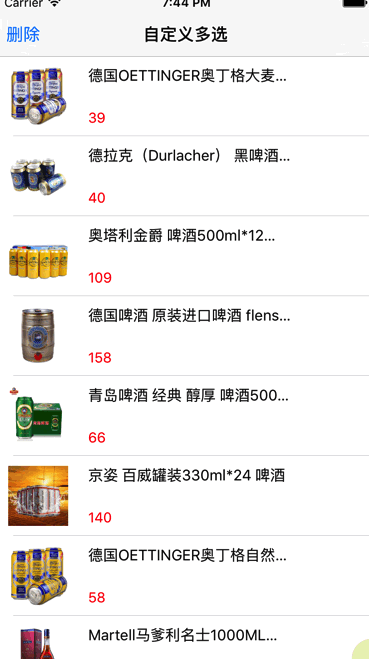 Carrier 7:44 PM
删除 自定义多选
德国OETTINGER奥丁格大麦...
39
德拉克（Durlacher） 黑啤酒...
40
奥塔利金爵 啤酒500ml*12...
109
德国啤酒 原装进口啤酒 flens...
158
青岛啤酒 经典 醇厚 啤酒500...
66
京姿 百威罐装330ml*24 啤酒
140
德国OETTINGER奥丁格自然...
58
Martell马爹利名士1000ML...